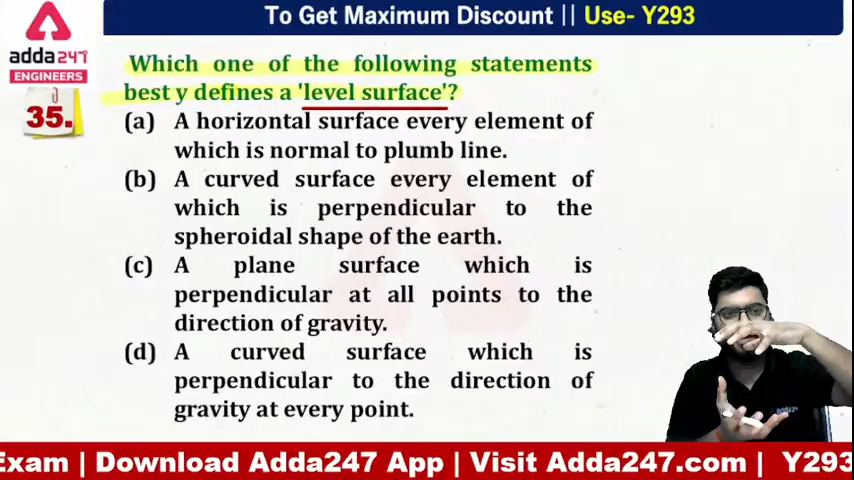 To Get Maximum Discount || Use- Y293
adda247
ENGINEERS
Which one of the following statements
best y defines a 'level surface'?
35.
(a) A horizontal surface every element of
which is normal to plumb line.
(b) A curved surface every element of
which is perpendicular to the
spheroidal shape of the earth.
(c) A plane surface which is
perpendicular at all points to the
direction of gravity.
(d) A curved surface which is
perpendicular to the direction of
gravity at every point.
Exam | Download Adda247 App | Visit Adda247.com | Y293